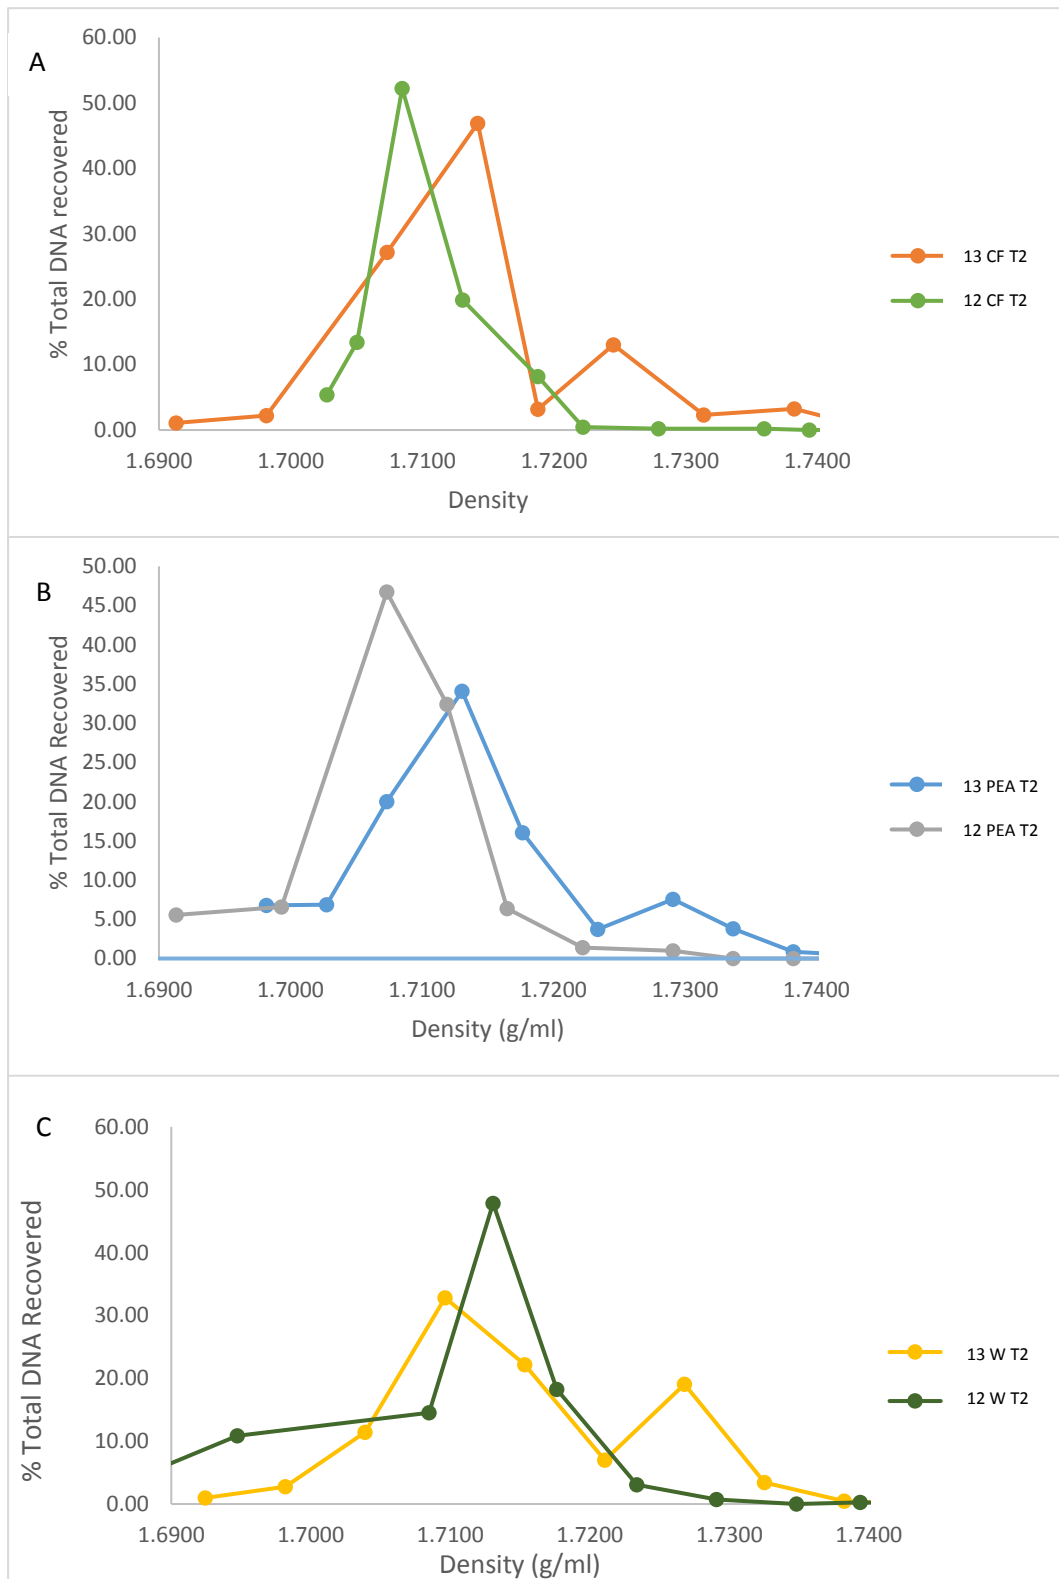 A
% Total DNA recovered
60.00
50.00
40.00
30.00
20.00
10.00
0.00
1.6900 1.7000 1.7100 1.7200 1.7300 1.7400
Density
13 CF T2
12 CF T2
B
% Total DNA Recovered
50.00
45.00
40.00
35.00
30.00
25.00
20.00
15.00
10.00
5.00
0.00
1.6900 1.7000 1.7100 1.7200 1.7300 1.7400
Density (g/ml)
13 PEA T2
12 PEA T2
C
% Total DNA Recovered
60.00
50.00
40.00
30.00
20.00
10.00
0.00
1.6900 1.7000 1.7100 1.7200 1.7300 1.7400
Density (g/ml)
13 W T2
12 W T2